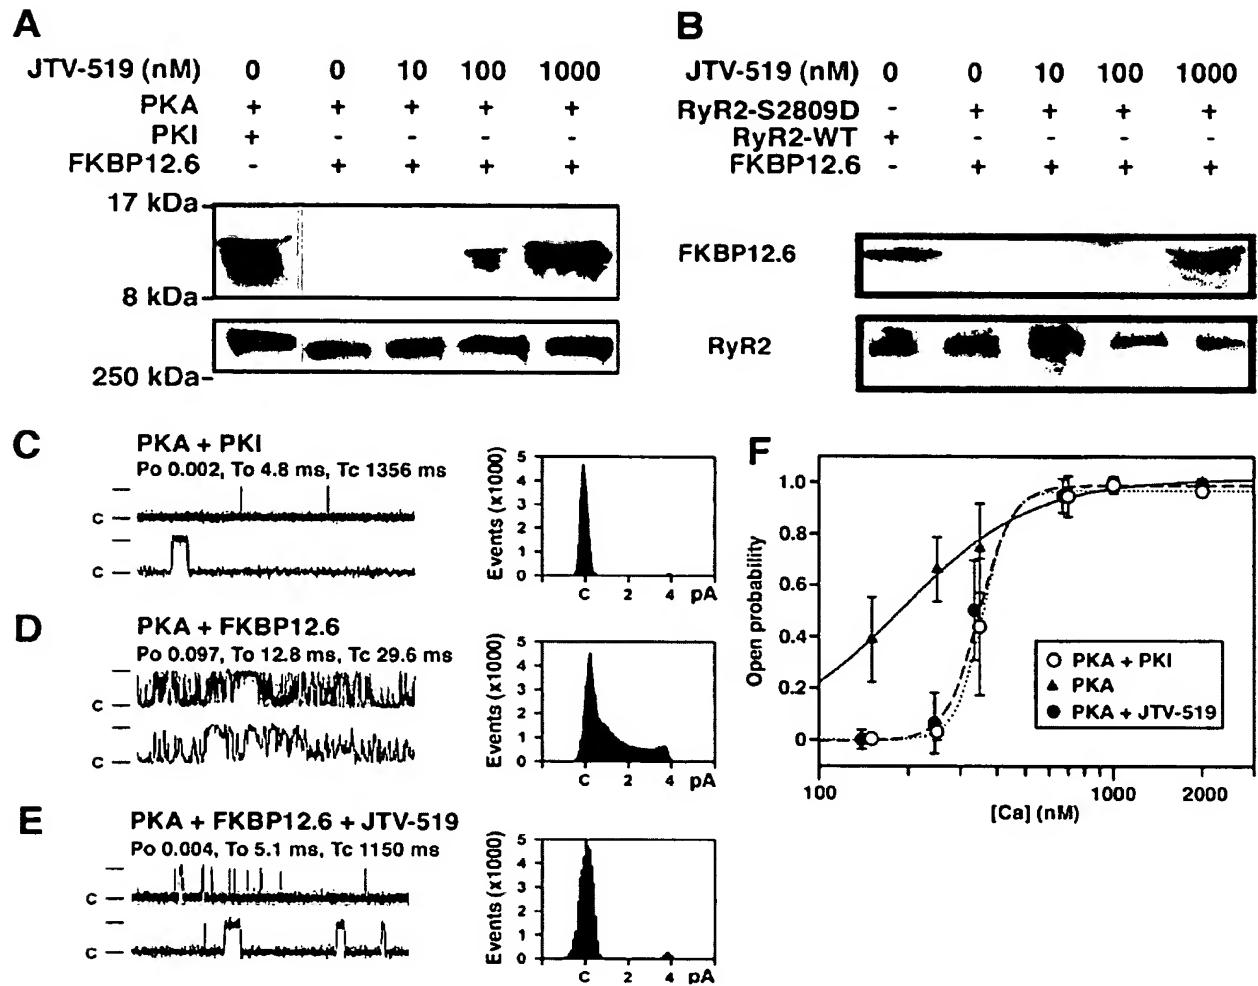 A
JTV-519 (nM) 0 0 10 100 1000
PKA + + + + +
PKI + - - - -
FKBP12.6 - + + + +
17 kDa
8 kDa
250 kDa
B
JTV-519 (nM) 0 0 10 100 1000
RyR2-S2809D - + + + +
RyR2-WT + - - - -
FKBP12.6 - + + + +
FKBP12.6
RyR2
C
PKA + PKI
Po 0.002, To 4.8 ms, Tc 1356 ms
c
c
Events (x1000)
5
4
3
2
1
0
C 2 4 pA
D
PKA + FKBP12.6
Po 0.097, To 12.8 ms, Tc 29.6 ms
c
c
Events (x1000)
5
4
3
2
1
0
C 2 4 pA
E
PKA + FKBP12.6 + JTV-519
Po 0.004, To 5.1 ms, Tc 1150 ms
c
c
Events (x1000)
5
4
3
2
1
0
C 2 4 pA
F
Open probability
1.0
0.8
0.6
0.4
0.2
0
PKA + PKI
PKA
PKA + JTV-519
100 1000 2000
[Ca] (nM)